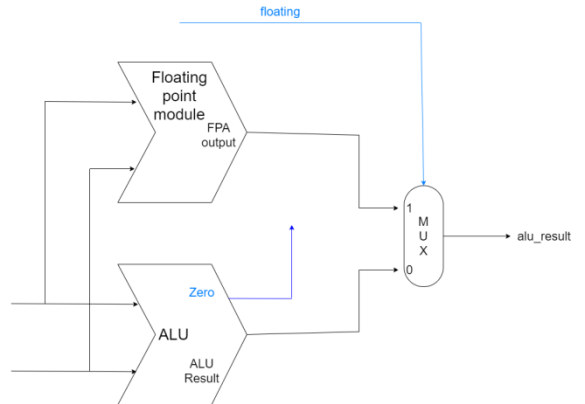 floating
Floating
point
module
FPA
output
1
M
U
X
0
alu_result
Zero
ALU
ALU
Result